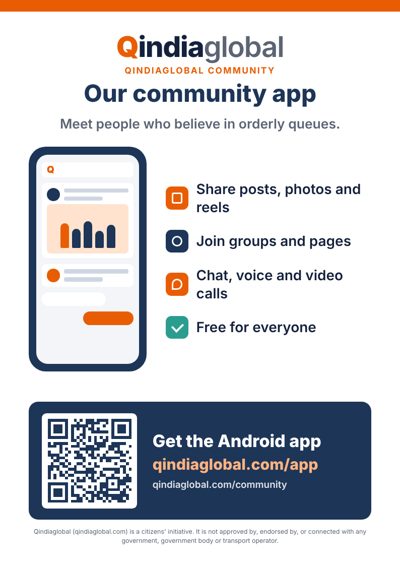 Qindiaglobal
QINDIAGLOBAL COMMUNITY
Our community app
Meet people who believe in orderly queues.
Q
Share posts, photos and
reels
Join groups and pages
Chat, voice and video
calls
Free for everyone
Get the Android app
qindiaglobal.com/app
qindiaglobal.com/community
Qindiaglobal (qindiaglobal.com) is a citizens' initiative. It is not approved by, endorsed by, or connected with any
government, government body or transport operator.